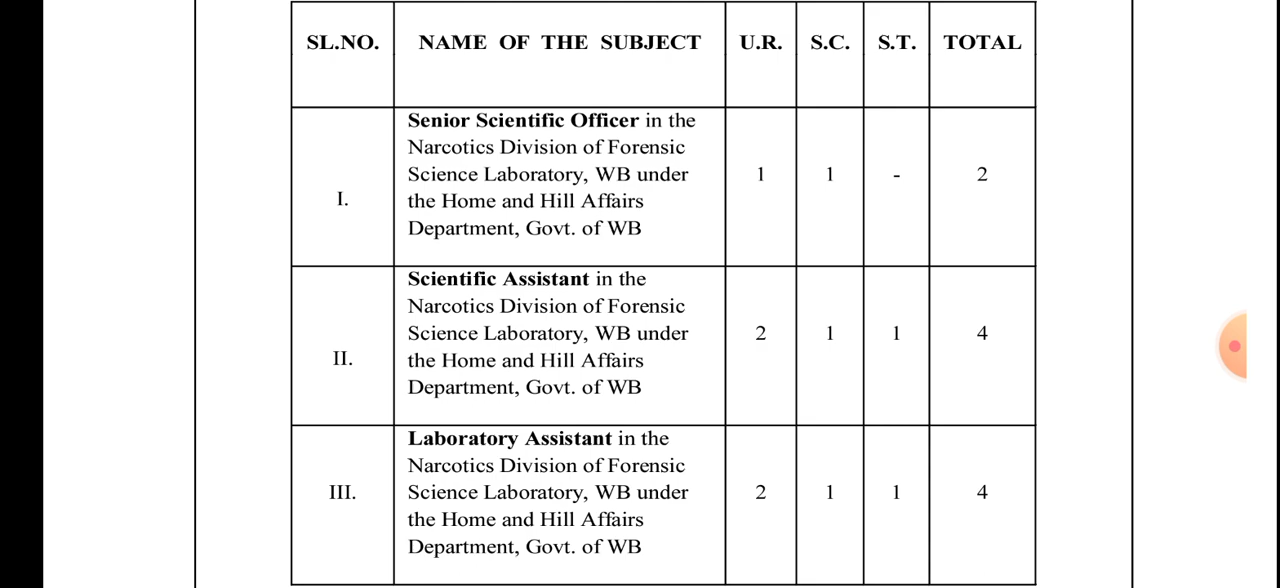 SL.NO. NAME OF THE SUBJECT U.R. S.C. S.T. TOTAL
Senior Scientific Officer in the
Narcotics Division of Forensic
Science Laboratory, WB under
the Home and Hill Affairs
Department, Govt. of WB
I. 1 1 - 2
Scientific Assistant in the
Narcotics Division of Forensic
Science Laboratory, WB under
the Home and Hill Affairs
Department, Govt. of WB
II. 2 1 1 4
Laboratory Assistant in the
Narcotics Division of Forensic
Science Laboratory, WB under
the Home and Hill Affairs
Department, Govt. of WB
III. 2 1 1 4